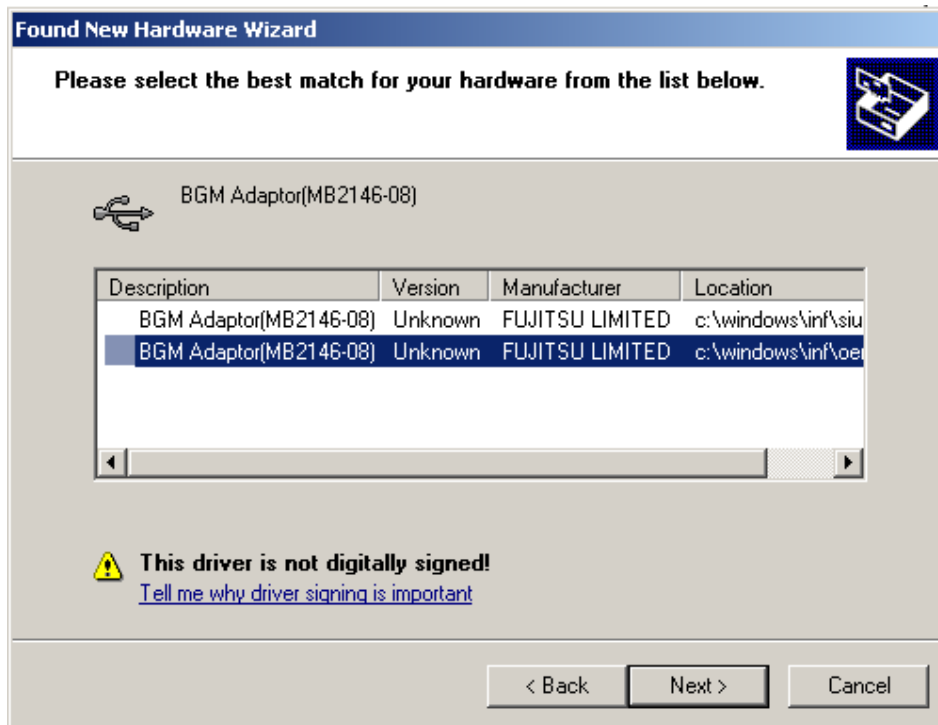 Found New Hardware Wizard
Please select the best match for your hardware from the list below.
BGM Adaptor(MB2146-08)
Description Version Manufacturer Location
BGM Adaptor(MB2146-08) Unknown FUJITSU LIMITED c:\windows\inf\siu
BGM Adaptor(MB2146-08) Unknown FUJITSU LIMITED c:\windows\inf\oer
This driver is not digitally signed!
Tell me why driver signing is important
< Back Next > Cancel